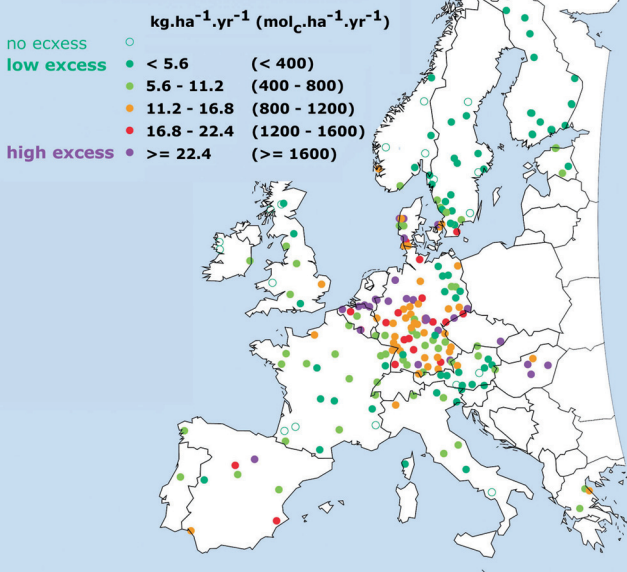 kg.ha⁻¹.yr⁻¹ (mol_c.ha⁻¹.yr⁻¹)
no ecxess
low excess < 5.6 (< 400)
5.6 - 11.2 (400 - 800)
11.2 - 16.8 (800 - 1200)
16.8 - 22.4 (1200 - 1600)
high excess >= 22.4 (>= 1600)